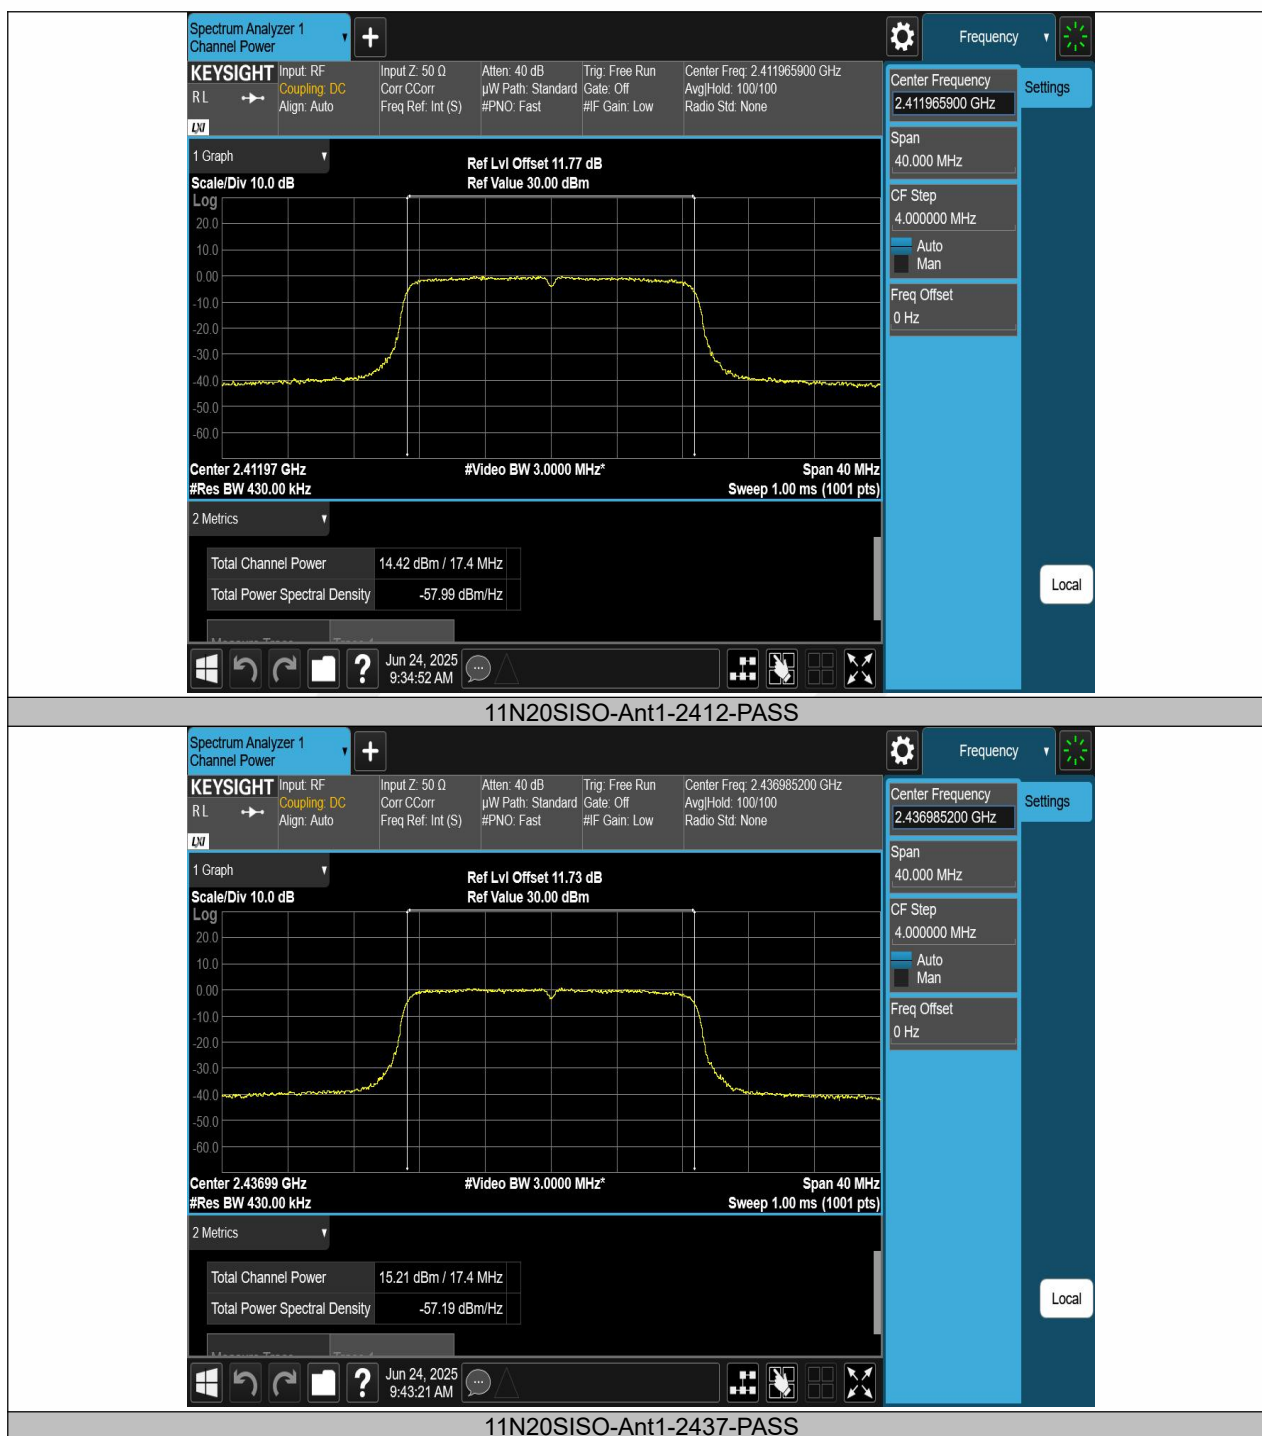 Spectrum Analyzer 1
Channel Power
+
Frequency
KEYSIGHT
Input: RF
Coupling: DC
Align: Auto
R L
LXI
Input Z: 50 Ω
Corr CCorr
Freq Ref: Int (S)
Atten: 40 dB
µW Path: Standard
#PNO: Fast
Trig: Free Run
Gate: Off
#IF Gain: Low
Center Freq: 2.411965900 GHz
Avg|Hold: 100/100
Radio Std: None
Center Frequency
2.411965900 GHz
Settings
Span
40.000 MHz
CF Step
4.000000 MHz
Auto
Man
Freq Offset
0 Hz
Local
1 Graph
Scale/Div 10.0 dB
Ref Lvl Offset 11.77 dB
Ref Value 30.00 dBm
Log
20.0
10.0
0.00
-10.0
-20.0
-30.0
-40.0
-50.0
-60.0
Center 2.41197 GHz
#Video BW 3.0000 MHz*
Span 40 MHz
#Res BW 430.00 kHz
Sweep 1.00 ms (1001 pts)
2 Metrics
Total Channel Power 14.42 dBm / 17.4 MHz
Total Power Spectral Density -57.99 dBm/Hz
?
Jun 24, 2025
9:34:52 AM
11N20SISO-Ant1-2412-PASS
Spectrum Analyzer 1
Channel Power
+
Frequency
KEYSIGHT
Input: RF
Coupling: DC
Align: Auto
R L
LXI
Input Z: 50 Ω
Corr CCorr
Freq Ref: Int (S)
Atten: 40 dB
µW Path: Standard
#PNO: Fast
Trig: Free Run
Gate: Off
#IF Gain: Low
Center Freq: 2.436985200 GHz
Avg|Hold: 100/100
Radio Std: None
Center Frequency
2.436985200 GHz
Settings
Span
40.000 MHz
CF Step
4.000000 MHz
Auto
Man
Freq Offset
0 Hz
Local
1 Graph
Scale/Div 10.0 dB
Ref Lvl Offset 11.73 dB
Ref Value 30.00 dBm
Log
20.0
10.0
0.00
-10.0
-20.0
-30.0
-40.0
-50.0
-60.0
Center 2.43699 GHz
#Video BW 3.0000 MHz*
Span 40 MHz
#Res BW 430.00 kHz
Sweep 1.00 ms (1001 pts)
2 Metrics
Total Channel Power 15.21 dBm / 17.4 MHz
Total Power Spectral Density -57.19 dBm/Hz
?
Jun 24, 2025
9:43:21 AM
11N20SISO-Ant1-2437-PASS